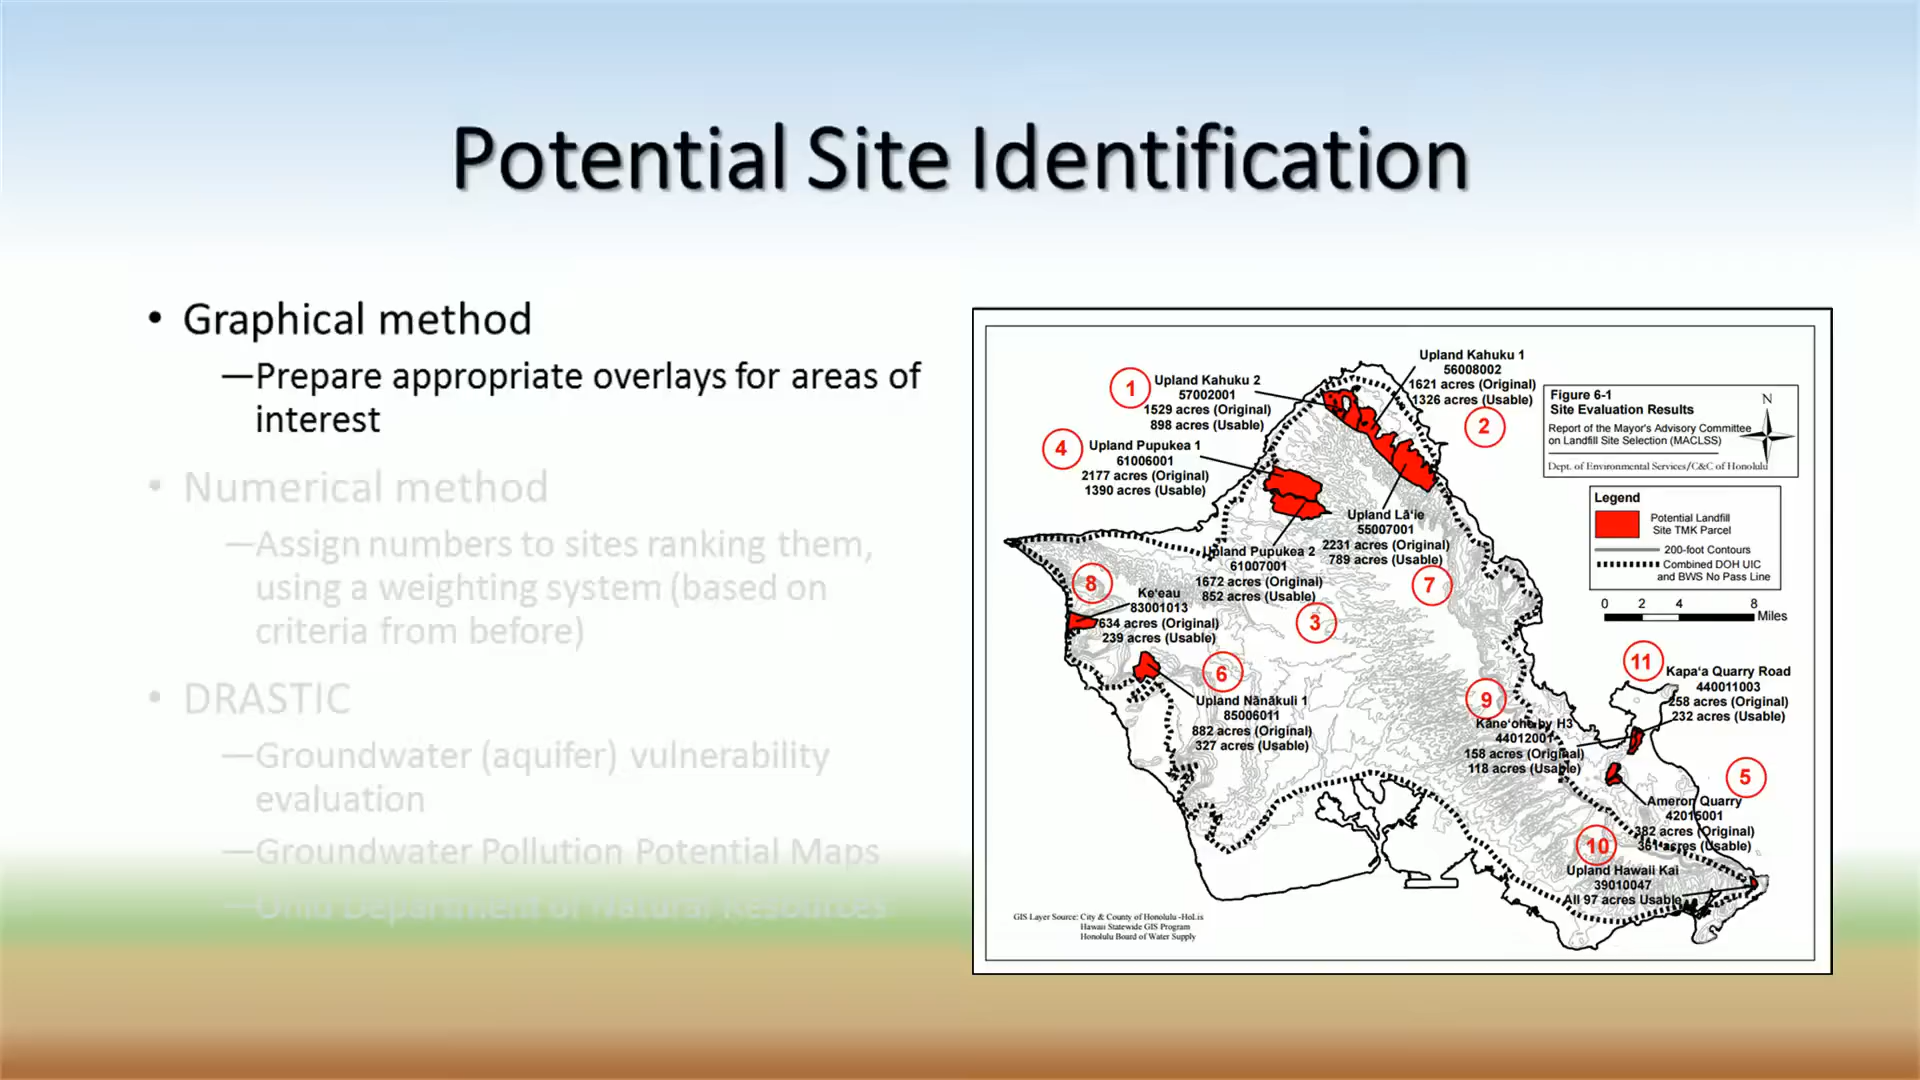 Potential Site Identification
• Graphical method
—Prepare appropriate overlays for areas of
interest
• Numerical method
—Assign numbers to sites ranking them,
using a weighting system (based on
criteria from before)
• DRASTIC
—Groundwater (aquifer) vulnerability
evaluation
—Groundwater Pollution Potential Maps
—Ohio Department of Natural Resources
1
Upland Kahuku 2
57002001
1529 acres (Original)
898 acres (Usable)
Upland Kahuku 1
56008002
1621 acres (Original)
1326 acres (Usable)
2
Figure 6-1
Site Evaluation Results
Report of the Mayor's Advisory Committee
on Landfill Site Selection (MACLSS)
Dept. of Environmental Services/C&C of Honolulu
N
4
Upland Pupukea 1
61006001
2177 acres (Original)
1390 acres (Usable)
Legend
Potential Landfill
Site TMK Parcel
200-foot Contours
Combined DOH UIC
and BWS No Pass Line
0 2 4 8
Miles
Upland Lā‘ie
55007001
2231 acres (Original)
789 acres (Usable)
7
Upland Pupukea 2
61007001
1672 acres (Original)
852 acres (Usable)
3
8
Ke‘eau
83001013
7634 acres (Original)
239 acres (Usable)
6
Upland Nānākuli 1
85006011
882 acres (Original)
327 acres (Usable)
11
Kapa‘a Quarry Road
440011003
258 acres (Original)
232 acres (Usable)
9
Kāne‘ohe by H3
44012001
158 acres (Original)
118 acres (Usable)
5
Ameron Quarry
42015001
382 acres (Original)
361 acres (Usable)
10
Upland Hawaii Kai
39010047
All 97 acres Usable
GIS Layer Source: City & County of Honolulu -HoLis
Hawaii Statewide GIS Program
Honolulu Board of Water Supply